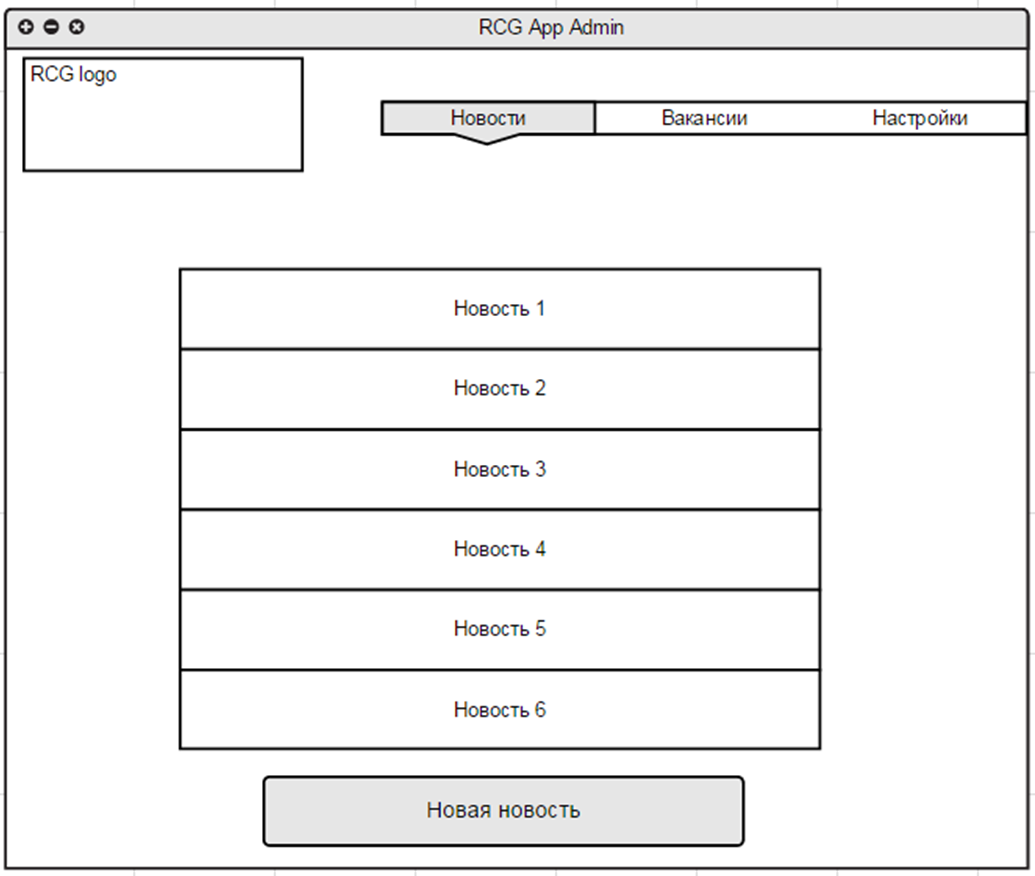 RCG App Admin
RCG logo
Новости Вакансии Настройки
Новость 1
Новость 2
Новость 3
Новость 4
Новость 5
Новость 6
Новая новость